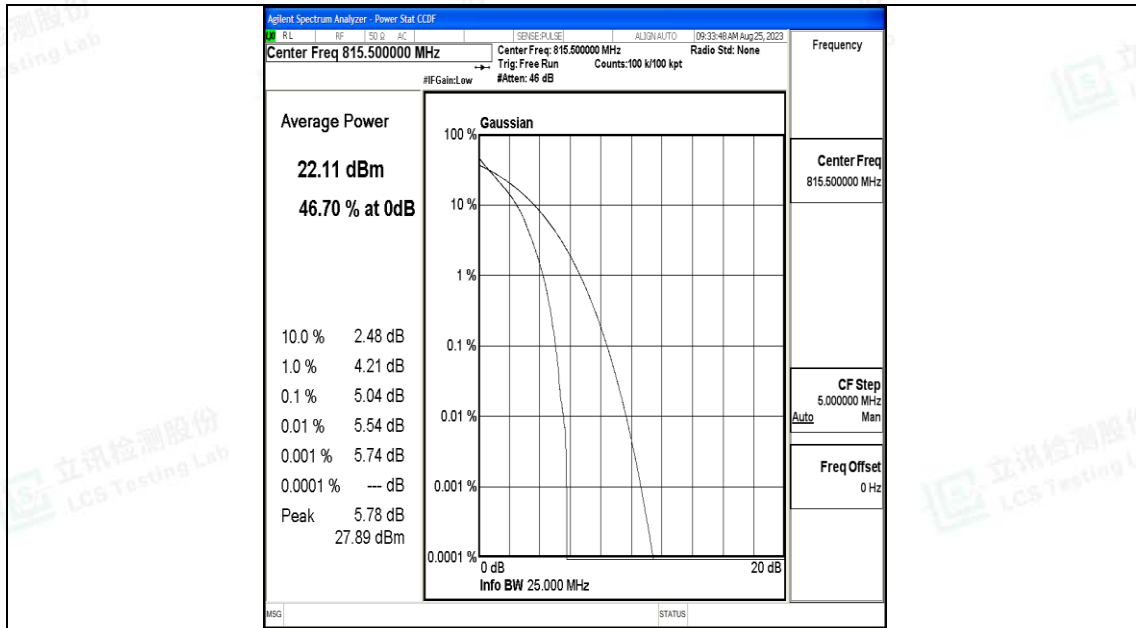 Agilent Spectrum Analyzer - Power Stat CCDF
LXI RL RF 50 Ω AC SENSE:PULSE ALIGN AUTO 09:33:48 AM Aug 25, 2023
Center Freq 815.500000 MHz
Center Freq: 815.500000 MHz Radio Std: None
Trig: Free Run Counts:100 k/100 kpt
#IFGain:Low #Atten: 46 dB
Frequency
Average Power
22.11 dBm
46.70 % at 0dB
10.0 % 2.48 dB
1.0 % 4.21 dB
0.1 % 5.04 dB
0.01 % 5.54 dB
0.001 % 5.74 dB
0.0001 % --- dB
Peak 5.78 dB
27.89 dBm
Gaussian
100 %
10 %
1 %
0.1 %
0.01 %
0.001 %
0.0001 %
0 dB 20 dB
Info BW 25.000 MHz
Center Freq
815.500000 MHz
CF Step
5.000000 MHz
Auto Man
Freq Offset
0 Hz
MSG STATUS
立讯检测股份
LCS Testing Lab